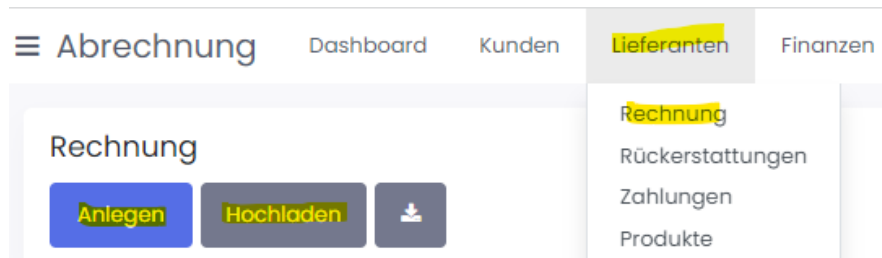 Abrechnung Dashboard Kunden Lieferanten Finanzen
Rechnung
Rechnung
Rückerstattungen
Anlegen Hochladen
Zahlungen
Produkte